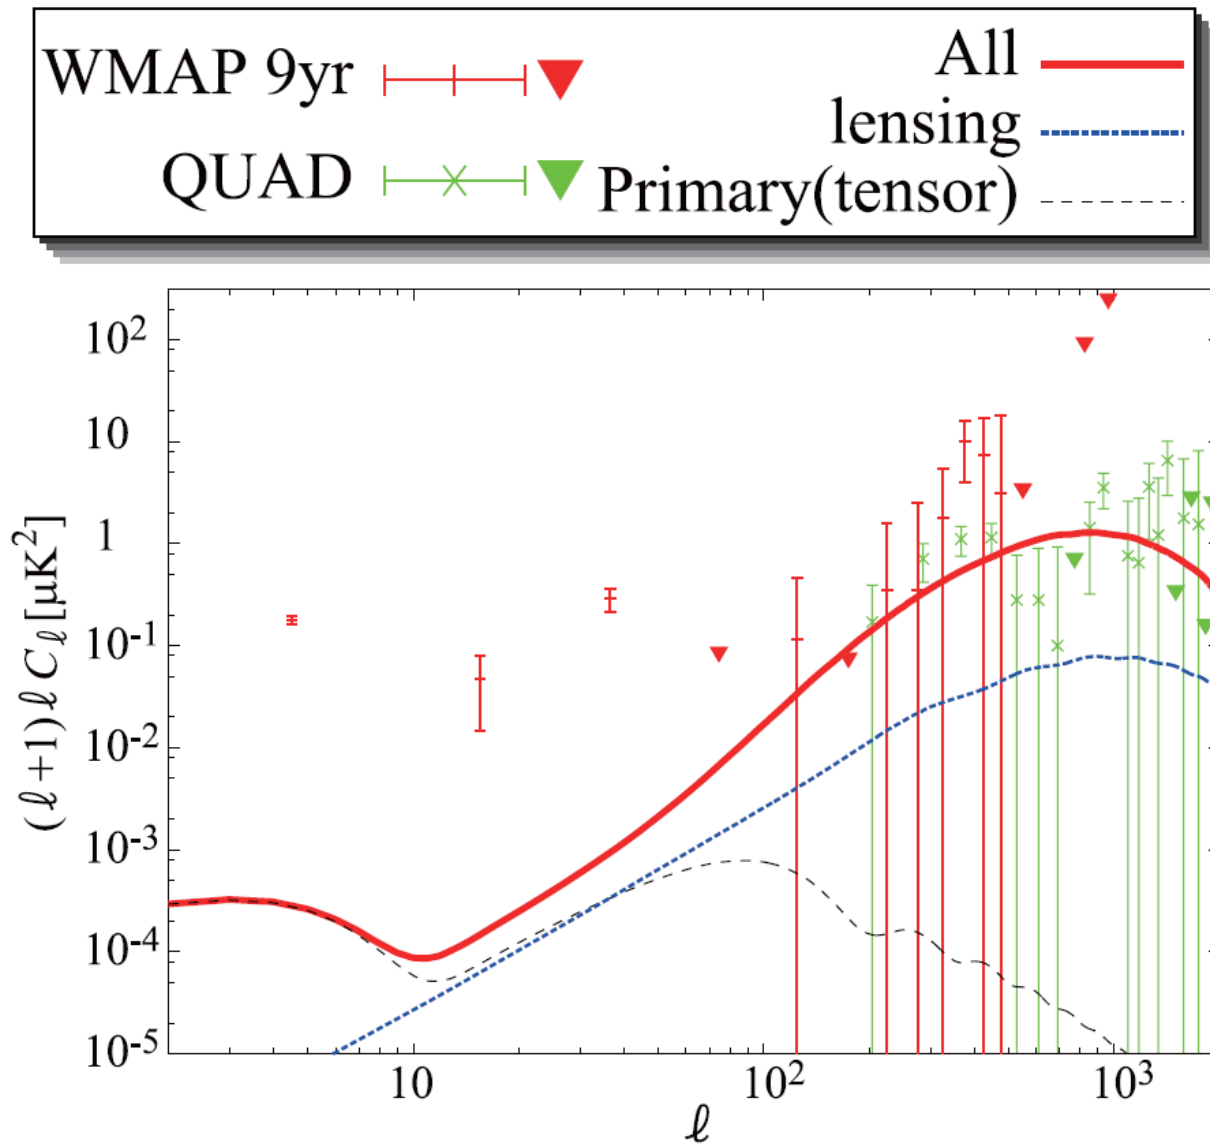 WMAP 9yr
QUAD
All
lensing
Primary(tensor)
10²
10
1
10⁻¹
10⁻²
10⁻³
10⁻⁴
10⁻⁵
(ℓ+1)ℓ C_ℓ [μK²]
10 10² 10³
ℓ